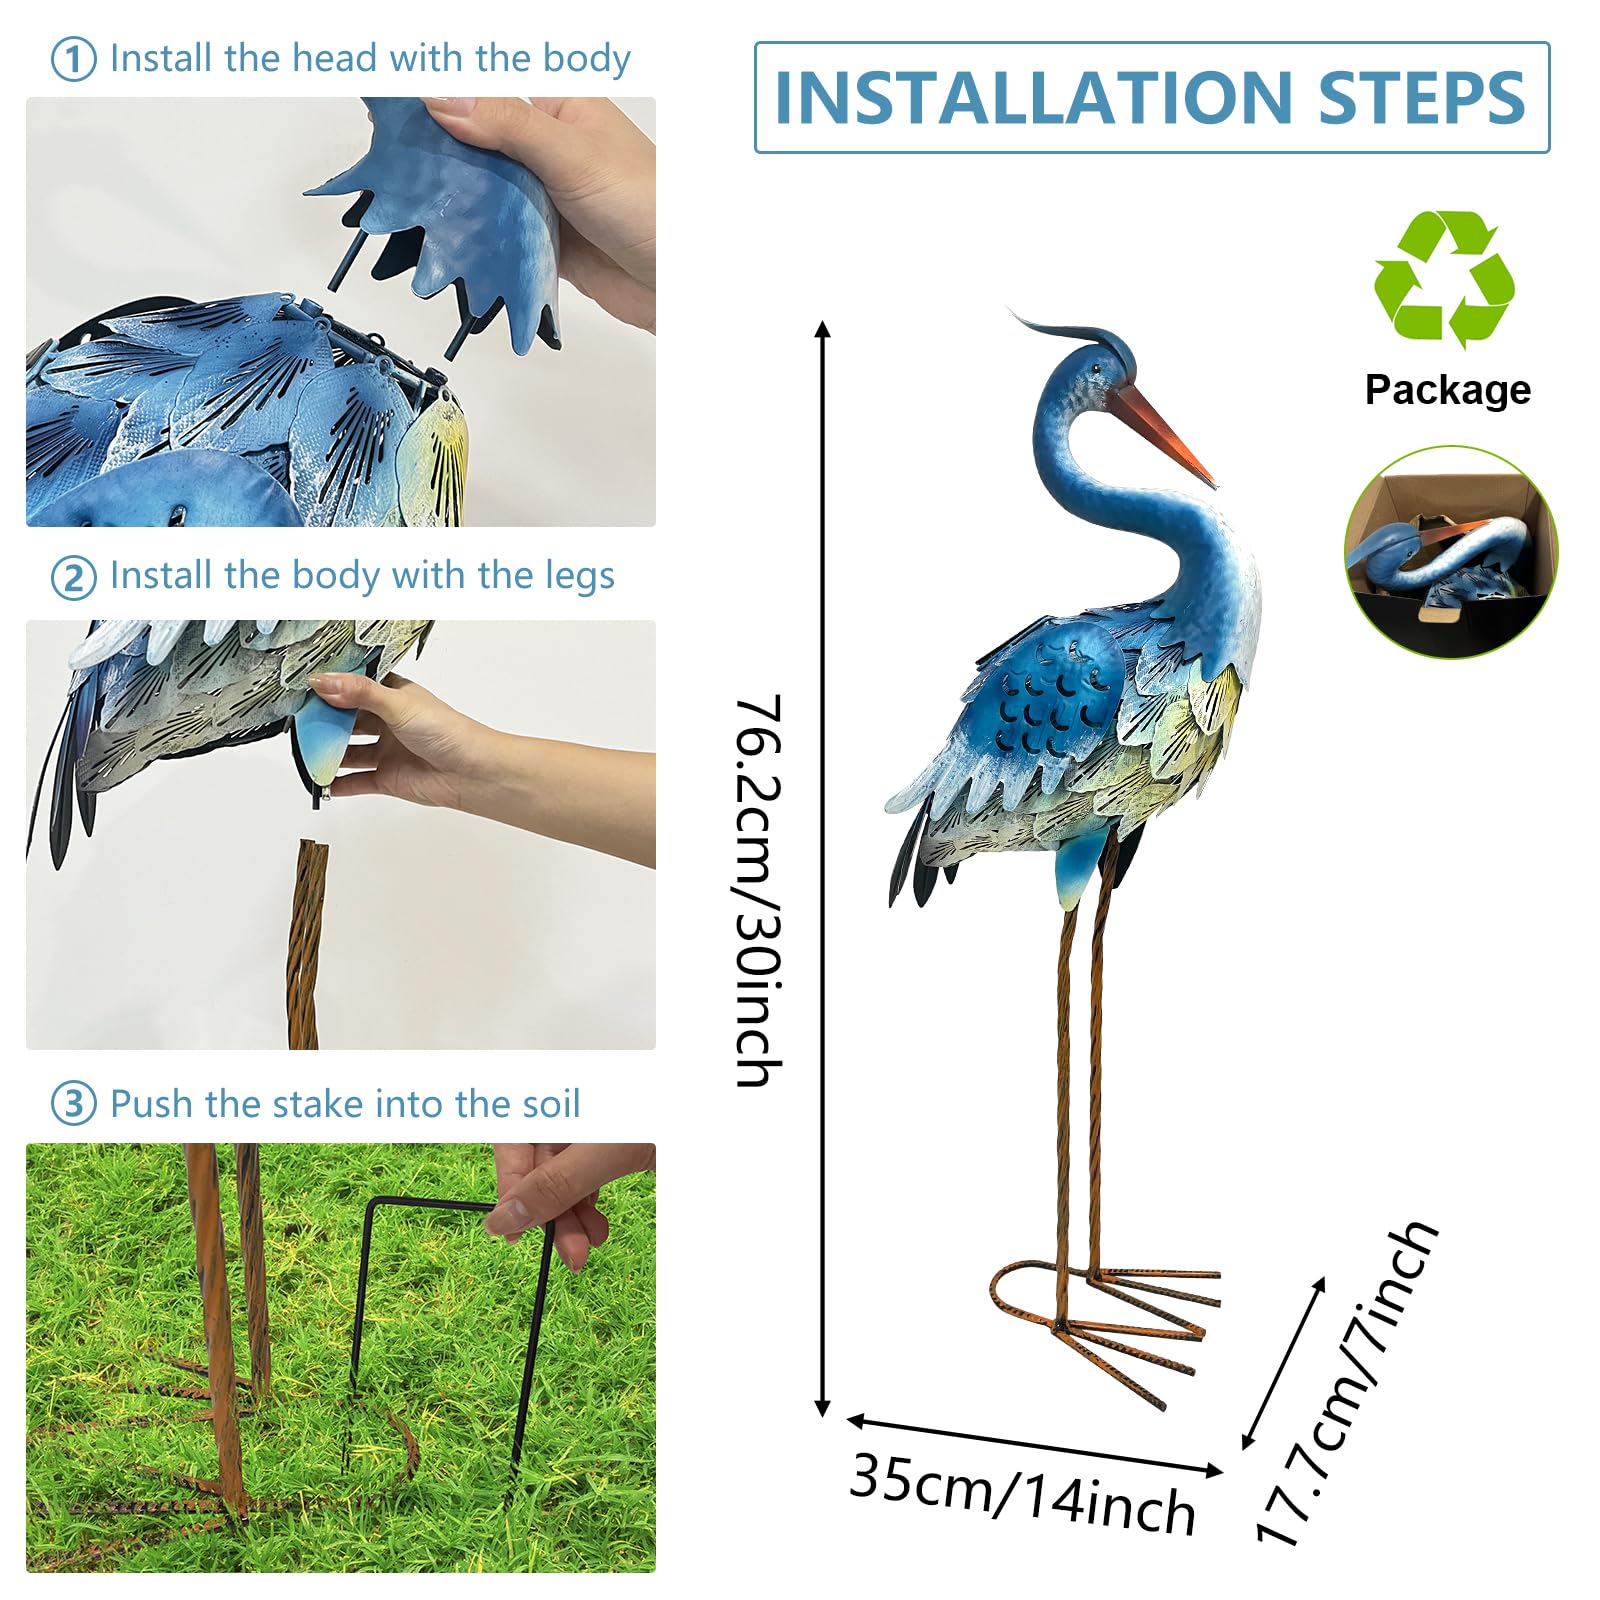 ① Install the head with the body
② Install the body with the legs
③ Push the stake into the soil
INSTALLATION STEPS
Package
76.2cm/30inch
35cm/14inch
17.7cm/7inch